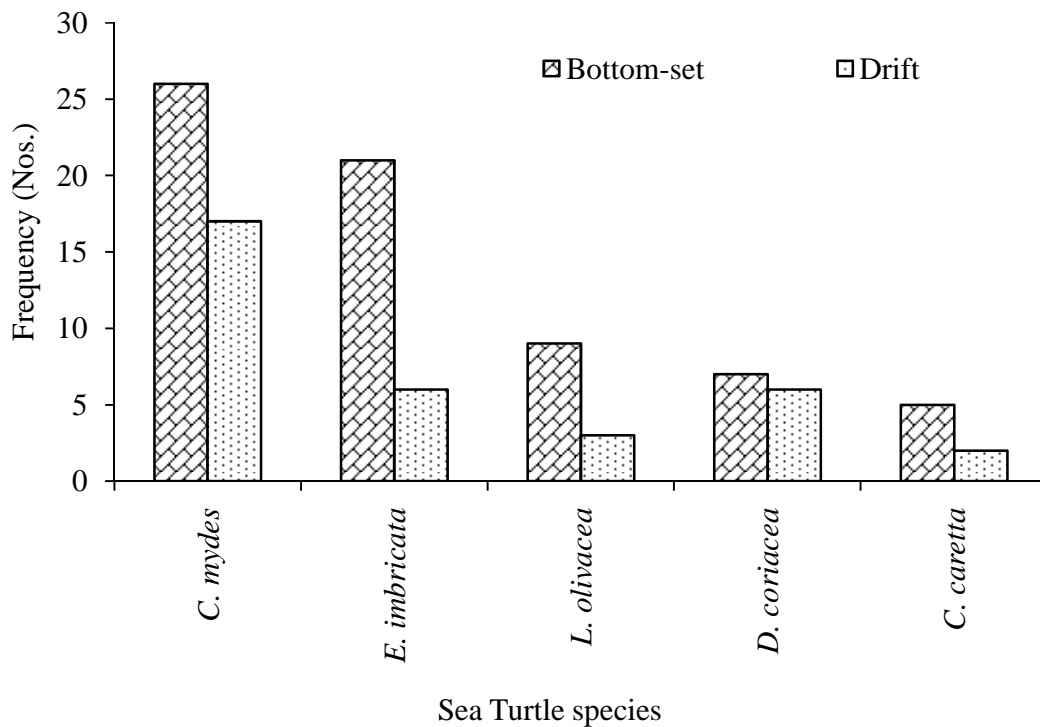 30
25
20
15
10
5
0
Frequency (Nos.)
Bottom-set
Drift
C. mydes
E. imbricata
L. olivacea
D. coriacea
C. caretta
Sea Turtle species